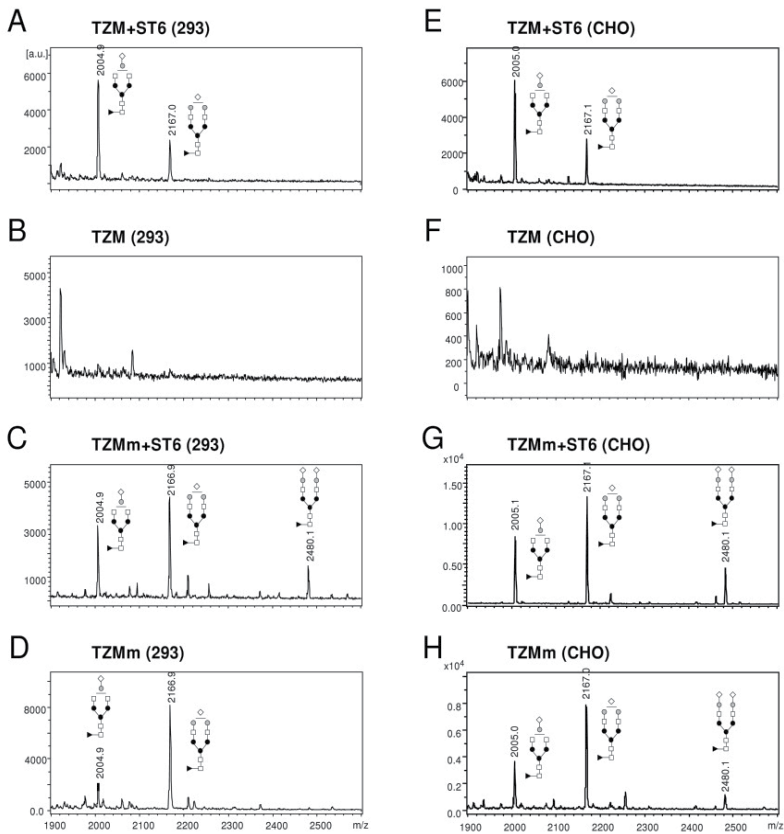 A
TZM+ST6 (293)
[a.u.]
6000
4000
2000
0
2004.9
2167.0
B
TZM (293)
5000
3000
1000
C
TZMm+ST6 (293)
5000
3000
1000
2004.9
2166.9
2480.1
D
TZMm (293)
8000
4000
0.0
2004.9
2166.9
1900 2000 2100 2200 2300 2400 2500 m/z
E
TZM+ST6 (CHO)
6000
4000
2000
0
2005.0
2167.1
F
TZM (CHO)
1000
800
600
400
200
0
G
TZMm+ST6 (CHO)
x10⁴
1.50
1.00
0.50
0.00
2005.1
2167.1
2480.1
H
TZMm (CHO)
x10⁴
0.8
0.6
0.4
0.2
0.0
2005.0
2167.0
2480.1
1900 2000 2100 2200 2300 2400 2500 m/z